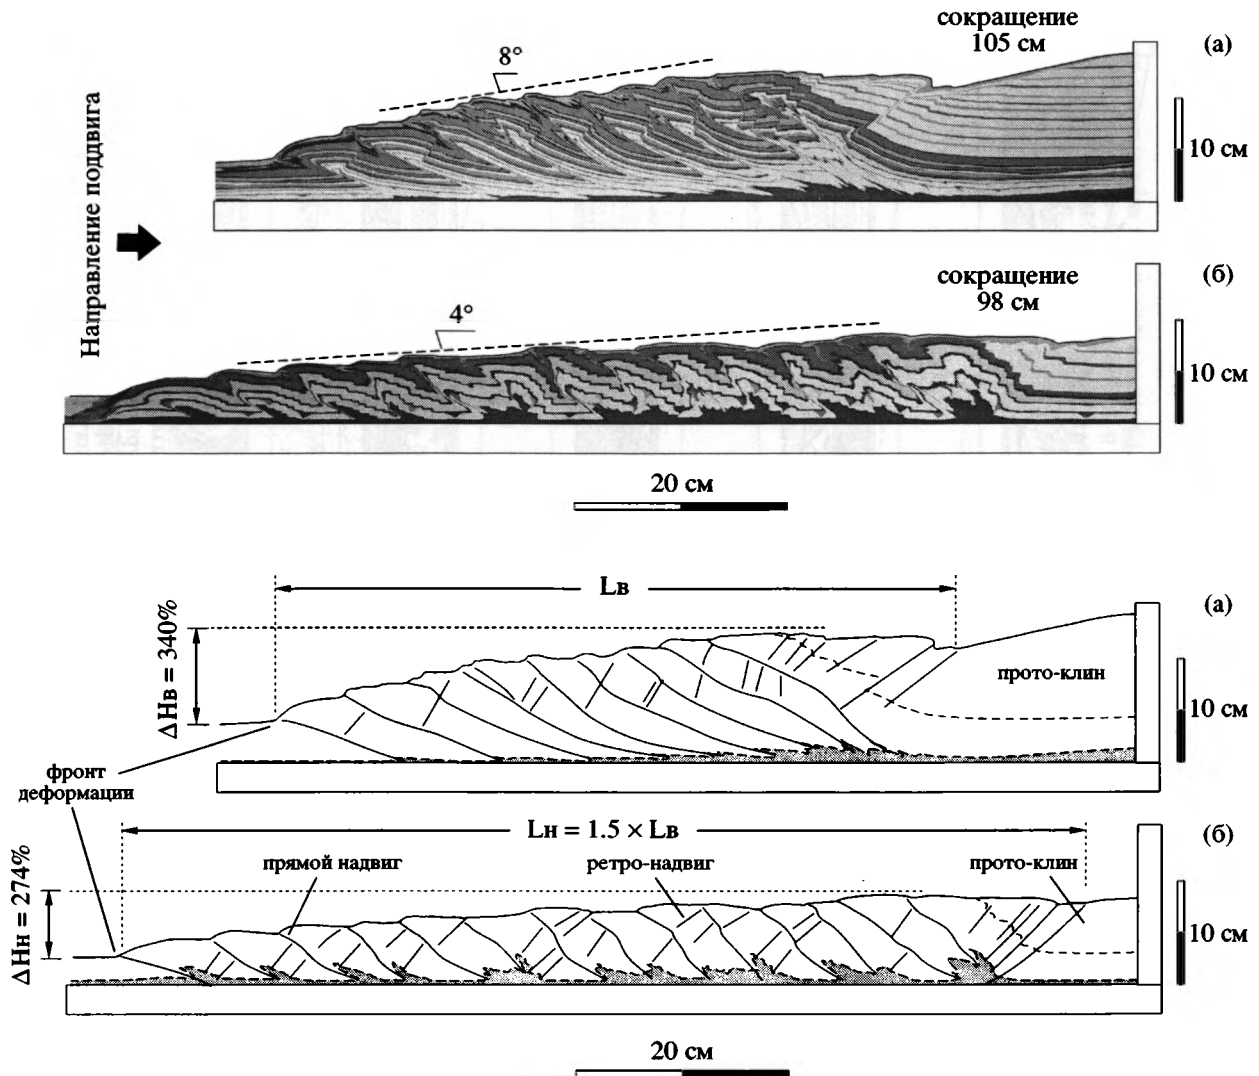 сокращение
105 см
(а)
8°
10 см
Направление поддвига
сокращение
98 см
(б)
4°
10 см
20 см
Lв
(а)
ΔHв = 340%
прото-клин
10 см
фронт
деформации
Lн = 1.5 × Lв
(б)
прямой надвиг
ретро-надвиг
прото-клин
ΔHн = 274%
10 см
20 см